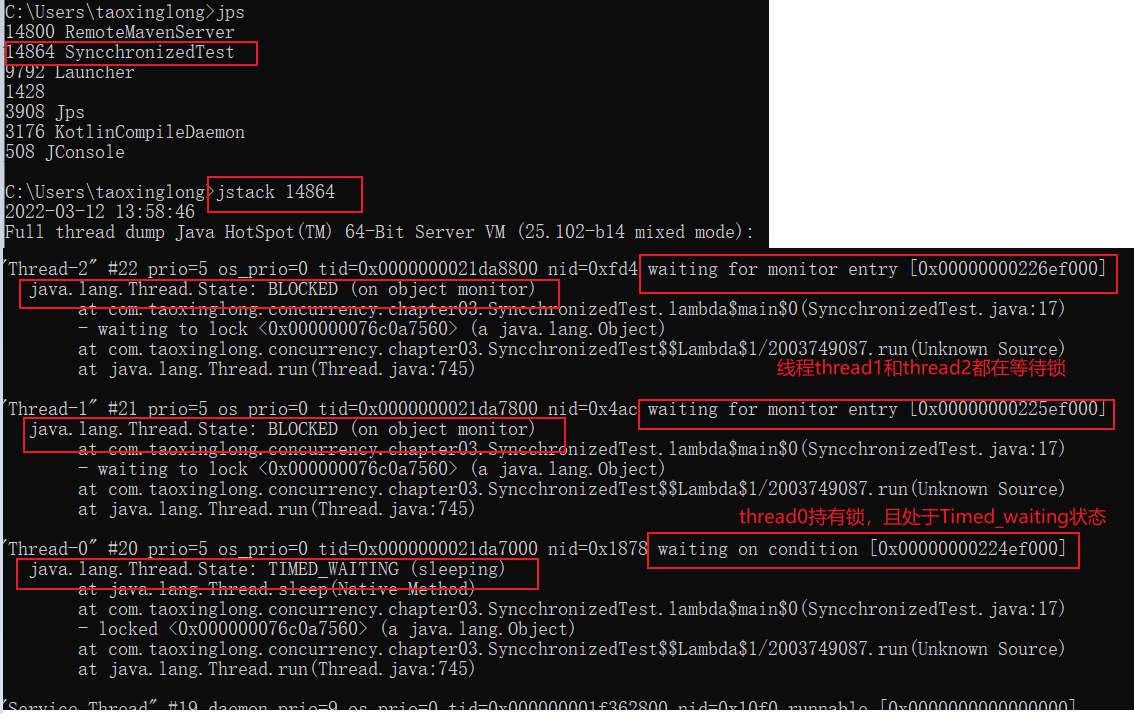 C:\Users\taoxinglong>jps
14800 RemoteMavenServer
14864 SyncchronizedTest
9792 Launcher
1428
3908 Jps
3176 KotlinCompileDaemon
508 JConsole
C:\Users\taoxinglong>jstack 14864
2022-03-12 13:58:46
Full thread dump Java HotSpot(TM) 64-Bit Server VM (25.102-b14 mixed mode):
"Thread-2" #22 prio=5 os_prio=0 tid=0x0000000021da8800 nid=0xfd4 waiting for monitor entry [0x00000000226ef000]
java.lang.Thread.State: BLOCKED (on object monitor)
at com.taoxinglong.concurrency.chapter03.SyncchronizedTest.lambda$main$0(SyncchronizedTest.java:17)
- waiting to lock <0x000000076c0a7560> (a java.lang.Object)
at com.taoxinglong.concurrency.chapter03.SyncchronizedTest$$Lambda$1/2003749087.run(Unknown Source)
at java.lang.Thread.run(Thread.java:745)
线程thread1和thread2都在等待锁
"Thread-1" #21 prio=5 os_prio=0 tid=0x0000000021da7800 nid=0x4ac waiting for monitor entry [0x00000000225ef000]
java.lang.Thread.State: BLOCKED (on object monitor)
at com.taoxinglong.concurrency.chapter03.SyncchronizedTest.lambda$main$0(SyncchronizedTest.java:17)
- waiting to lock <0x000000076c0a7560> (a java.lang.Object)
at com.taoxinglong.concurrency.chapter03.SyncchronizedTest$$Lambda$1/2003749087.run(Unknown Source)
at java.lang.Thread.run(Thread.java:745)
thread0持有锁，且处于Timed_waiting状态
"Thread-0" #20 prio=5 os_prio=0 tid=0x0000000021da7000 nid=0x1878 waiting on condition [0x00000000224ef000]
java.lang.Thread.State: TIMED_WAITING (sleeping)
at java.lang.Thread.sleep(Native Method)
at com.taoxinglong.concurrency.chapter03.SyncchronizedTest.lambda$main$0(SyncchronizedTest.java:17)
- locked <0x000000076c0a7560> (a java.lang.Object)
at com.taoxinglong.concurrency.chapter03.SyncchronizedTest$$Lambda$1/2003749087.run(Unknown Source)
at java.lang.Thread.run(Thread.java:745)
"Service Thread" #19 daemon prio=9 os_prio=0 tid=0x000000001f362800 nid=0x10f0 runnable [0x0000000000000000]